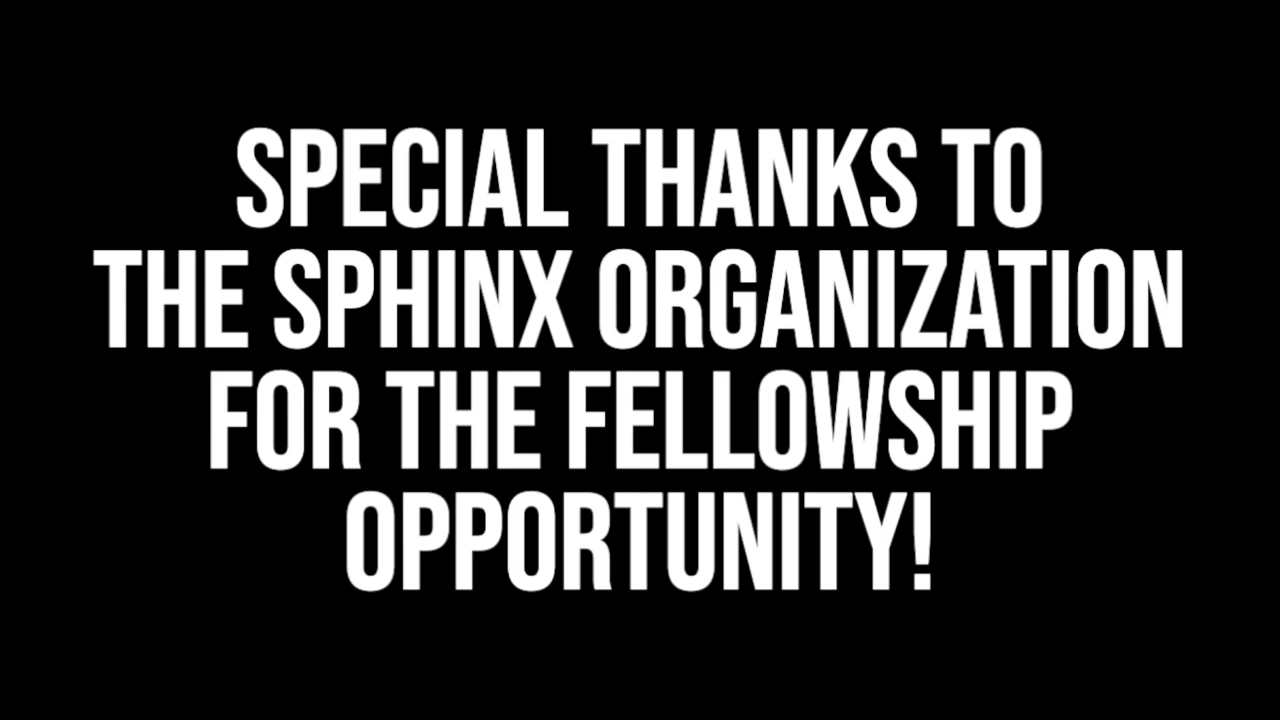 SPECIAL THANKS TO
THE SPHINX ORGANIZATION
FOR THE FELLOWSHIP
OPPORTUNITY!